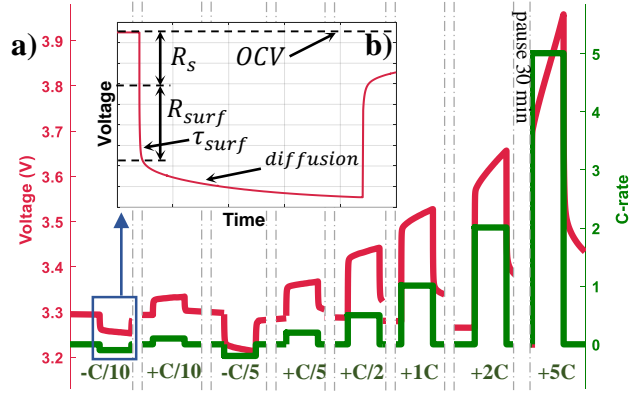 a)
b)
R_s
OCV
R_surf
τ_surf
diffusion
Voltage
Time
pause 30 min
Voltage (V)
3.9
3.8
3.7
3.6
3.5
3.4
3.3
3.2
C-rate
5
4
3
2
1
0
-C/10 +C/10 -C/5 +C/5 +C/2 +1C +2C +5C